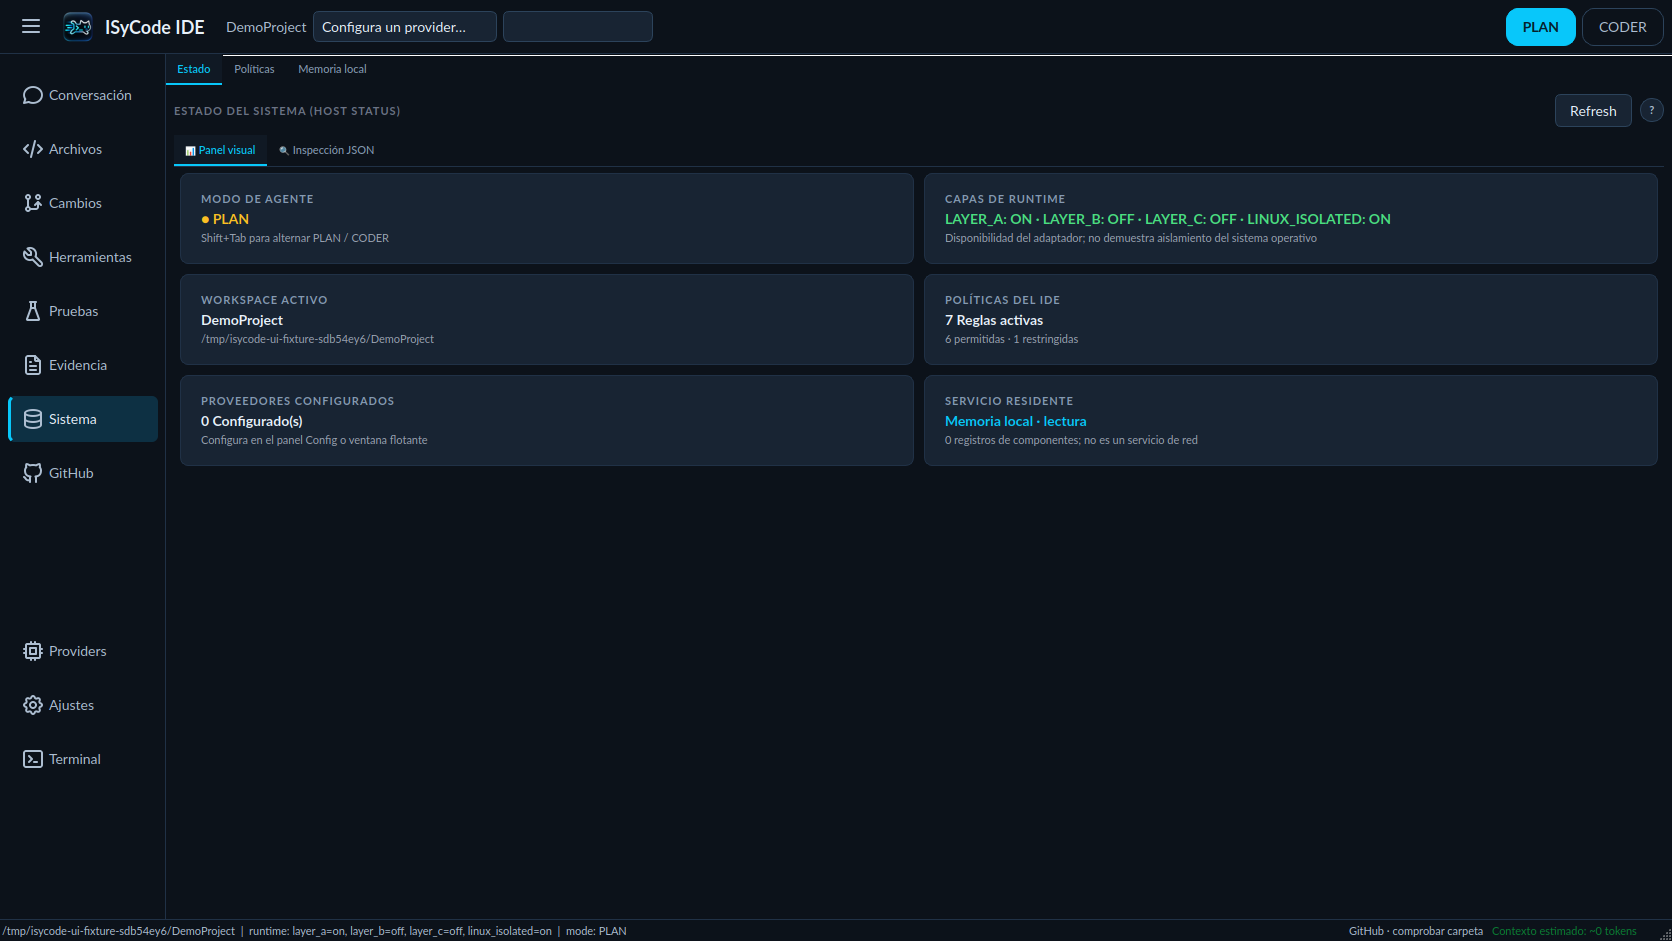 ISyCode IDE
DemoProject
Configura un provider...
PLAN
CODER
Conversación
Archivos
Cambios
Herramientas
Pruebas
Evidencia
Sistema
GitHub
Providers
Ajustes
Terminal
Estado
Políticas
Memoria local
ESTADO DEL SISTEMA (HOST STATUS)
Refresh
?
Panel visual
Inspección JSON
MODO DE AGENTE
● PLAN
Shift+Tab para alternar PLAN / CODER
CAPAS DE RUNTIME
LAYER_A: ON · LAYER_B: OFF · LAYER_C: OFF · LINUX_ISOLATED: ON
Disponibilidad del adaptador; no demuestra aislamiento del sistema operativo
WORKSPACE ACTIVO
DemoProject
/tmp/isycode-ui-fixture-sdb54ey6/DemoProject
POLÍTICAS DEL IDE
7 Reglas activas
6 permitidas · 1 restringidas
PROVEEDORES CONFIGURADOS
0 Configurado(s)
Configura en el panel Config o ventana flotante
SERVICIO RESIDENTE
Memoria local · lectura
0 registros de componentes; no es un servicio de red
/tmp/isycode-ui-fixture-sdb54ey6/DemoProject | runtime: layer_a=on, layer_b=off, layer_c=off, linux_isolated=on | mode: PLAN
GitHub · comprobar carpeta
Contexto estimado: ~0 tokens